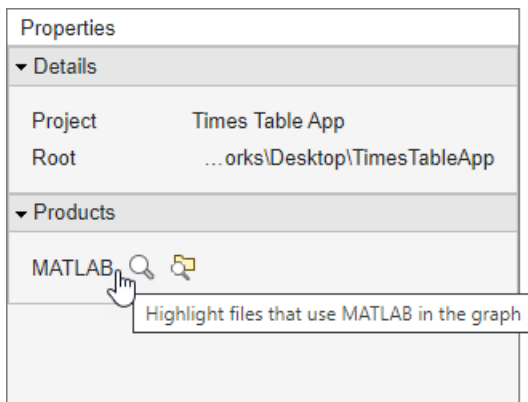 Properties
Details
Project Times Table App
Root ...orks\Desktop\TimesTableApp
Products
MATLAB
Highlight files that use MATLAB in the graph